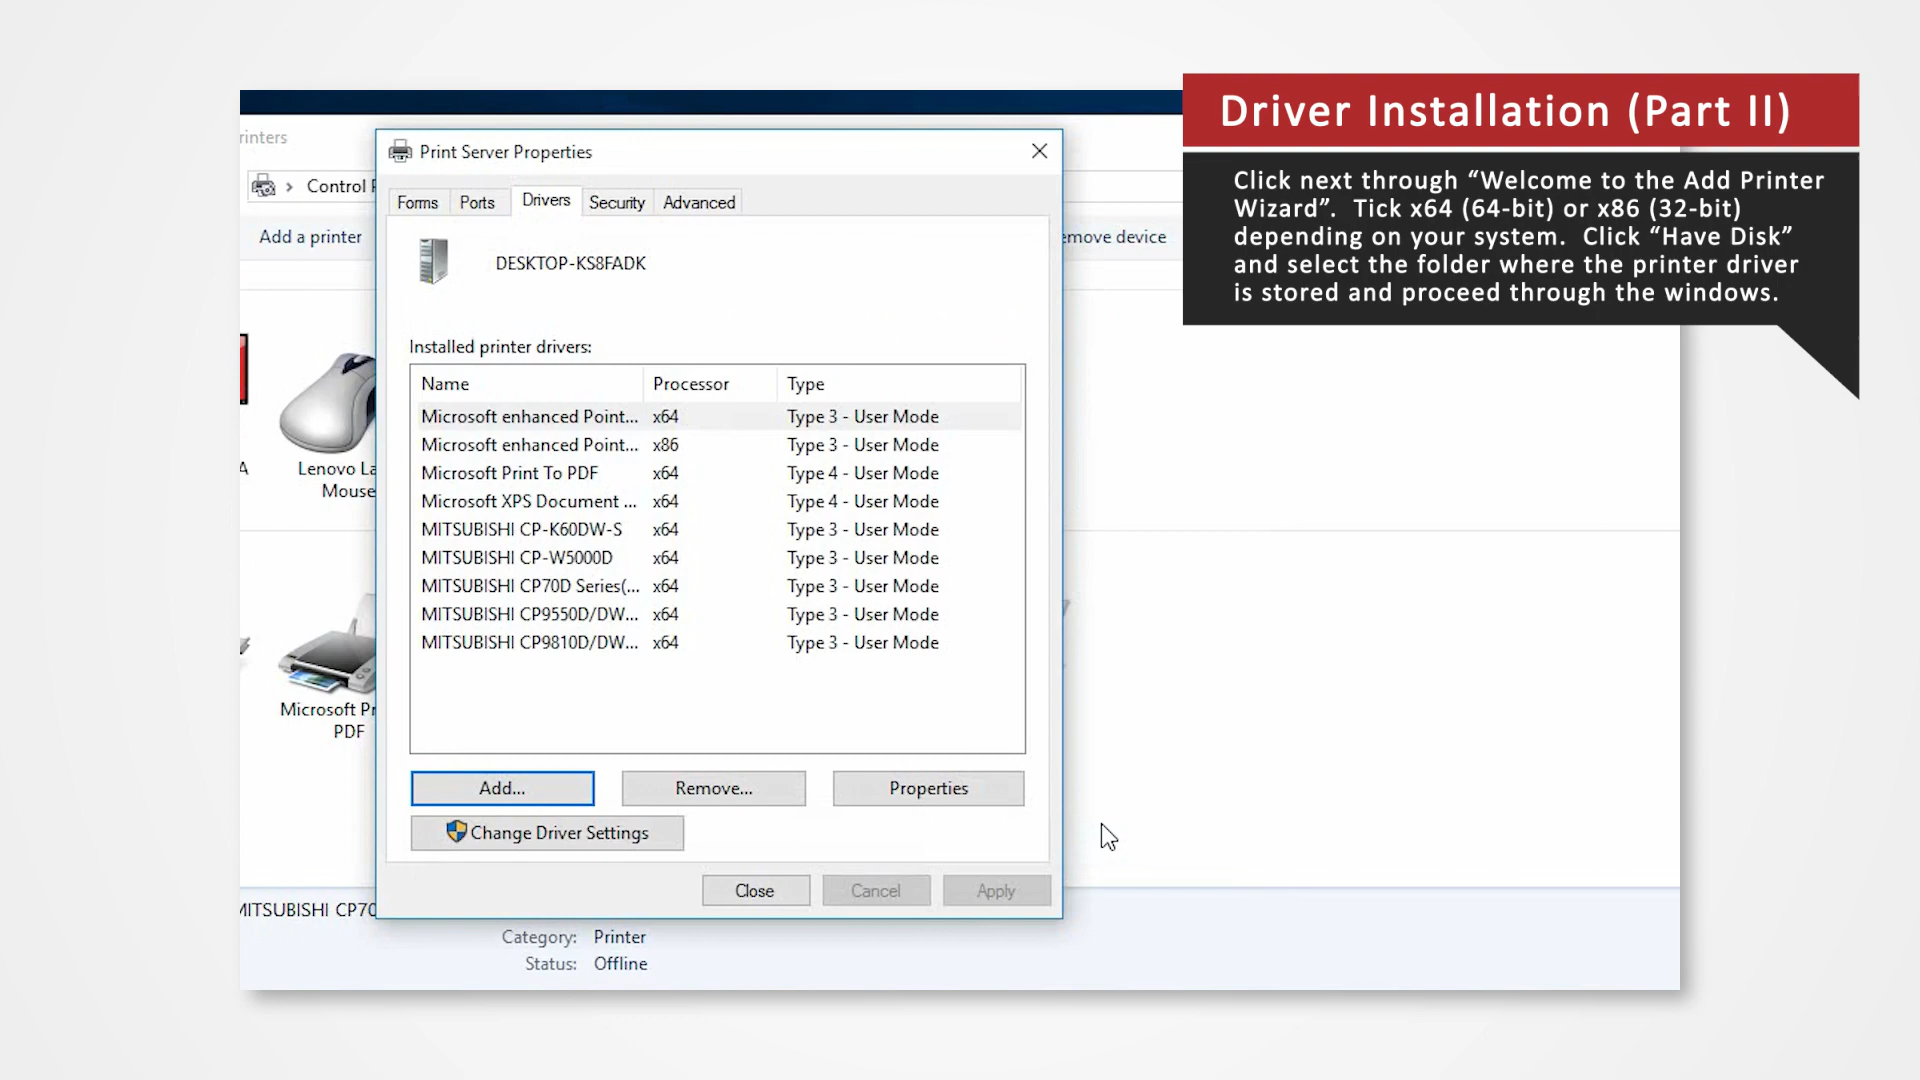 Driver Installation (Part II)
Click next through “Welcome to the Add Printer
Wizard”.  Tick x64 (64-bit) or x86 (32-bit)
depending on your system.  Click “Have Disk”
and select the folder where the printer driver
is stored and proceed through the windows.
rinters
Control P
Add a printer
emove device
Print Server Properties
Forms Ports Drivers Security Advanced
DESKTOP-KS8FADK
Installed printer drivers:
Name Processor Type
Microsoft enhanced Point... x64 Type 3 - User Mode
Microsoft enhanced Point... x86 Type 3 - User Mode
Microsoft Print To PDF x64 Type 4 - User Mode
Microsoft XPS Document ... x64 Type 4 - User Mode
MITSUBISHI CP-K60DW-S x64 Type 3 - User Mode
MITSUBISHI CP-W5000D x64 Type 3 - User Mode
MITSUBISHI CP70D Series(... x64 Type 3 - User Mode
MITSUBISHI CP9550D/DW... x64 Type 3 - User Mode
MITSUBISHI CP9810D/DW... x64 Type 3 - User Mode
Add... Remove... Properties
Change Driver Settings
Close Cancel Apply
A
Lenovo La
Mouse
Microsoft Pr
PDF
MITSUBISHI CP70
Category: Printer
Status: Offline